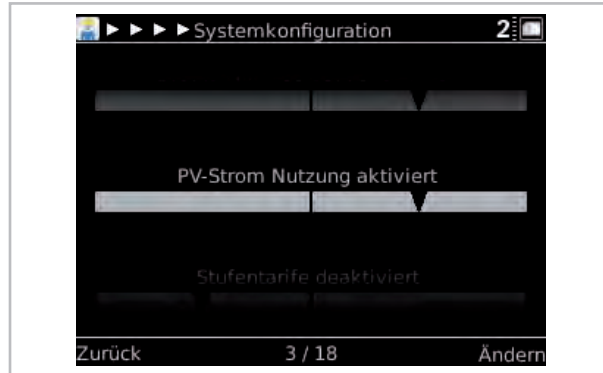 Systemkonfiguration 2
PV-Strom Nutzung aktiviert
Stufentarife deaktiviert
Zurück 3 / 18 Ändern